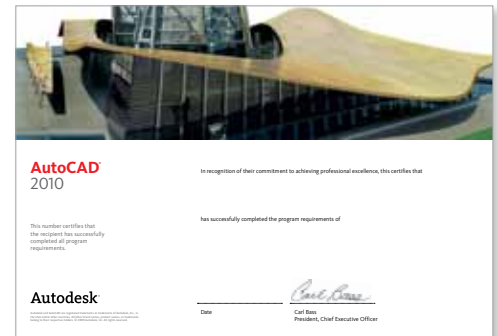 AutoCAD®
2010
In recognition of their commitment to achieving professional excellence, this certifies that
has successfully completed the program requirements of
This number certifies that
the recipient has successfully
completed all program
requirements.
Autodesk
Carl Bass
Date
Carl Bass
President, Chief Executive Officer